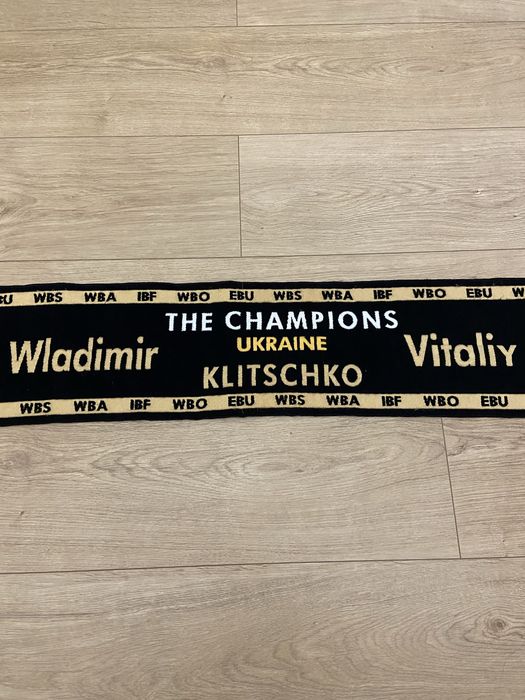 BU WBS WBA IBF WBO EBU WBS WBA IBF WBO EBU W
THE CHAMPIONS
Wladimir UKRAINE Vitaliy
KLITSCHKO
WBS WBA IBF WBO EBU WBS WBA IBF WBO EBU